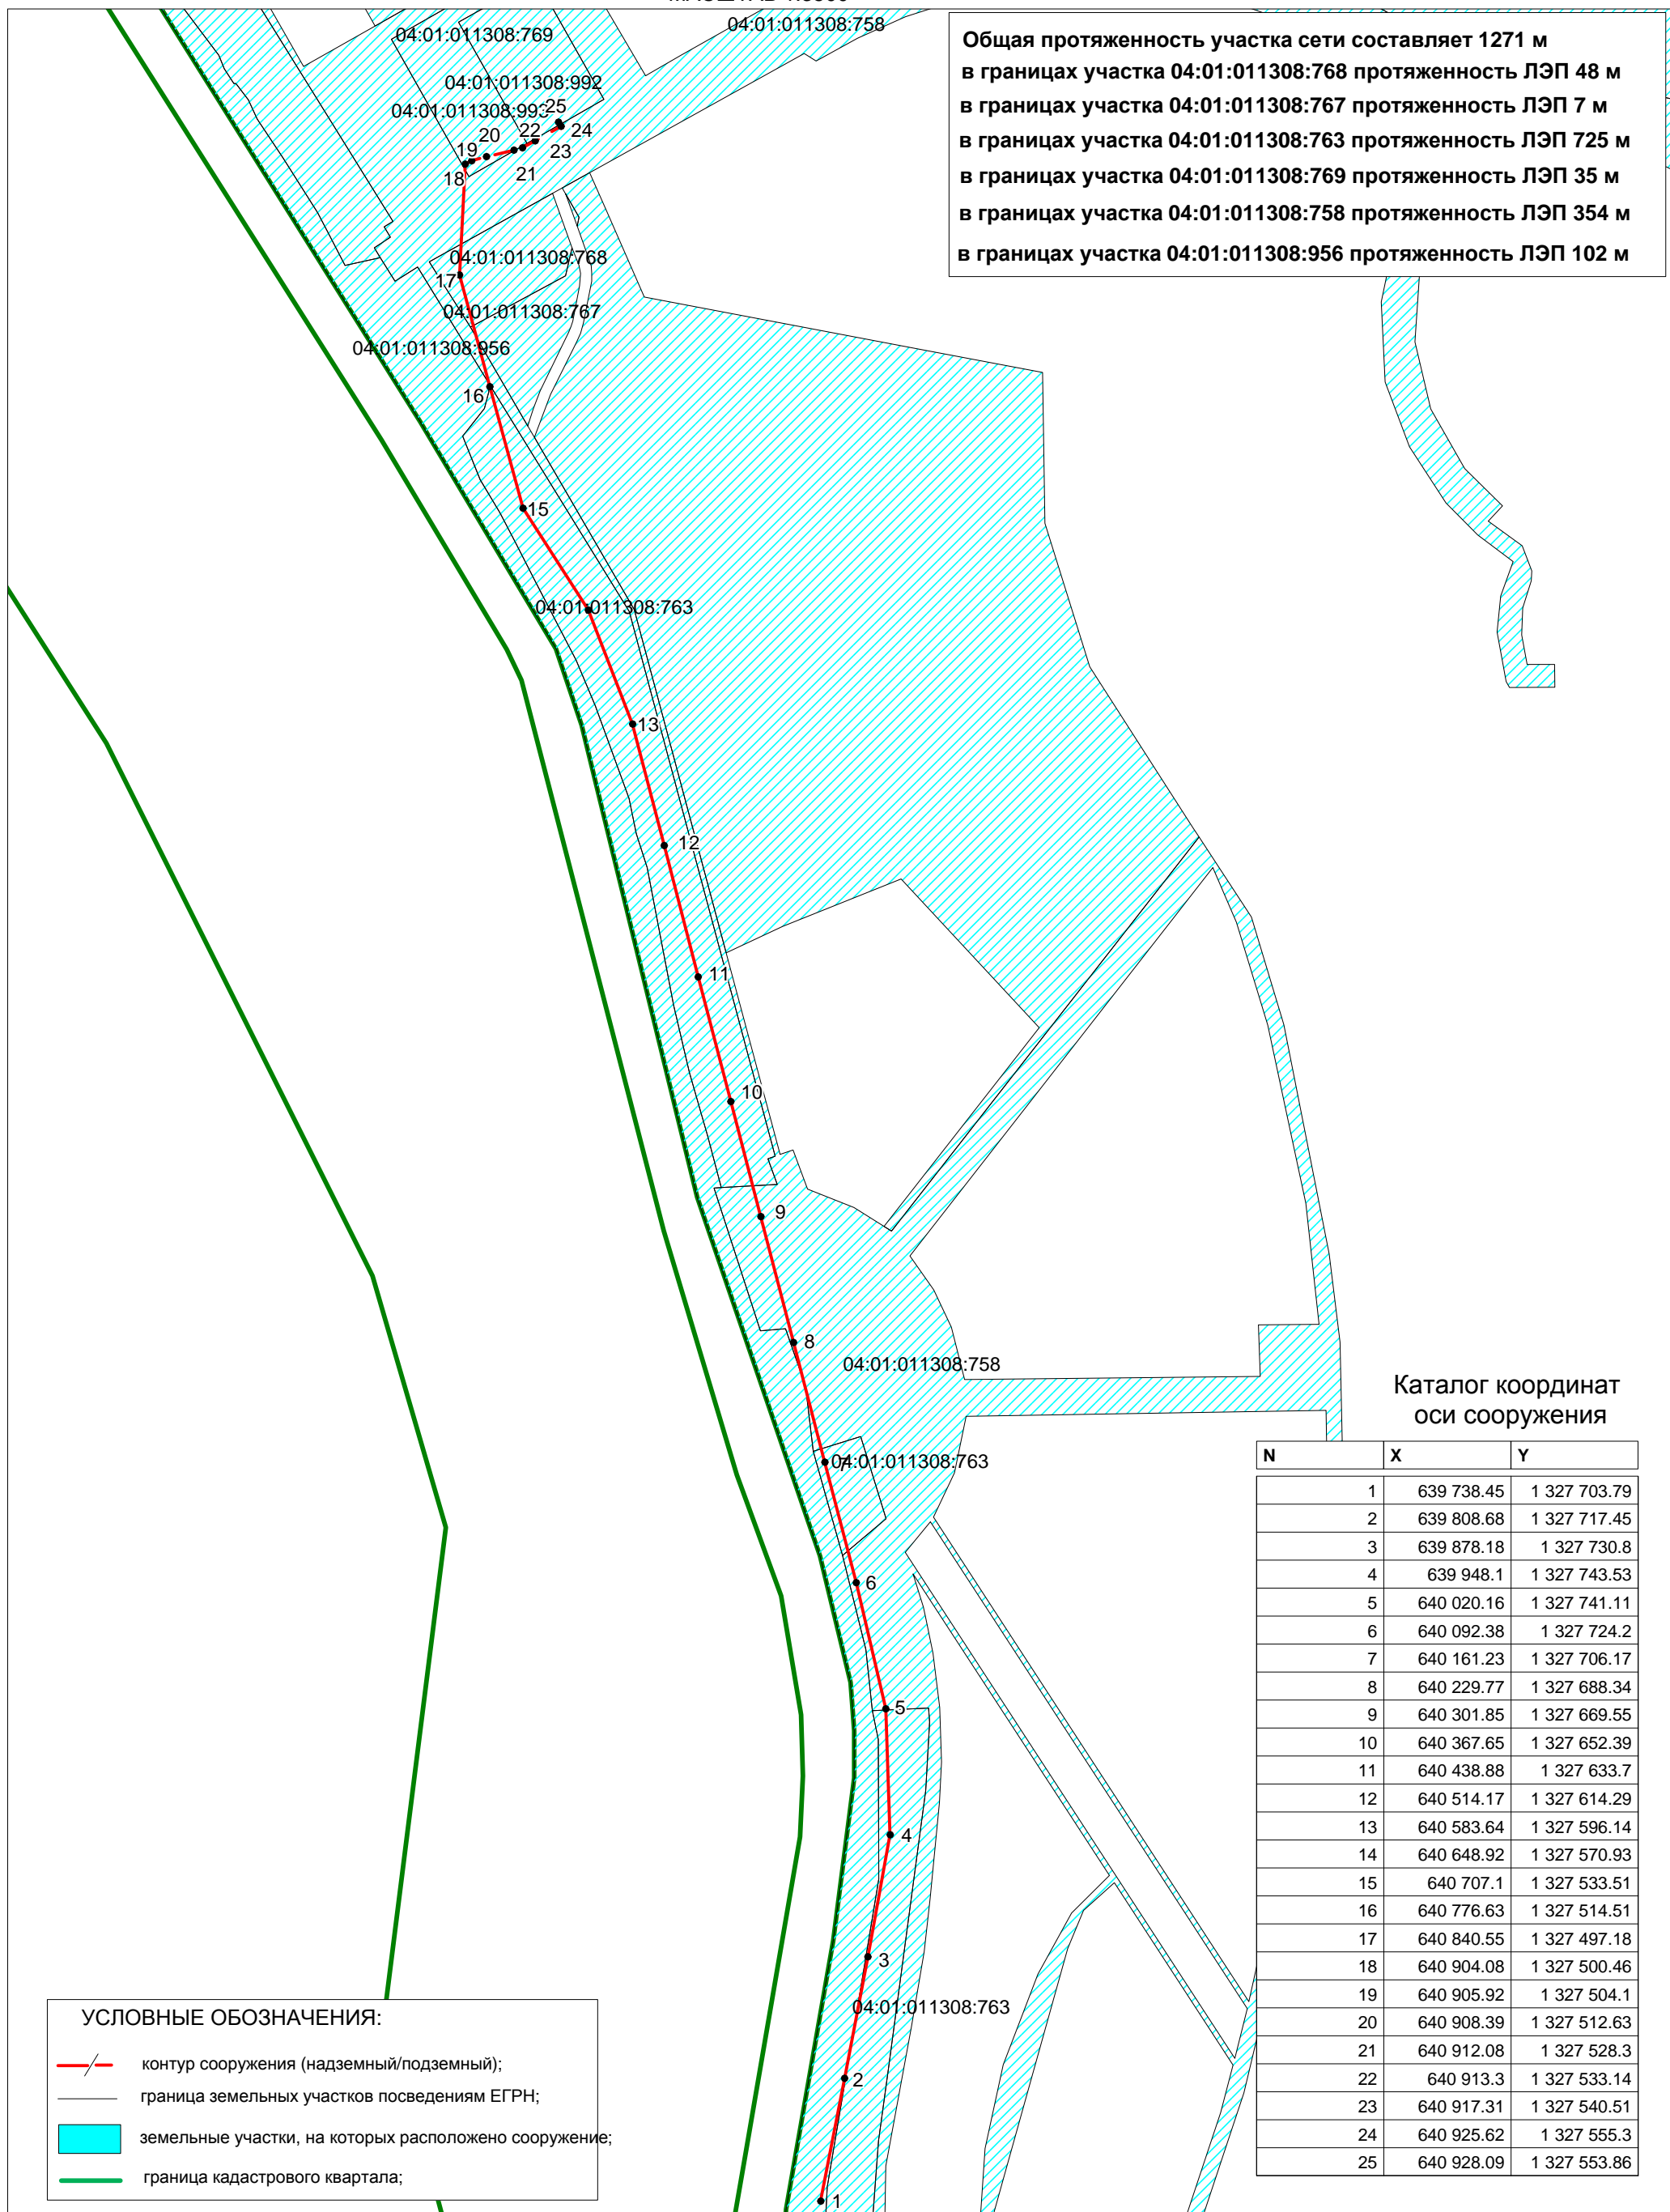 04:01:011308:758
04:01:011308:769
04:01:011308:992
04:01:011308:993
Общая протяженность участка сети составляет 1271 м
в границах участка 04:01:011308:768 протяженность ЛЭП 48 м
в границах участка 04:01:011308:767 протяженность ЛЭП 7 м
в границах участка 04:01:011308:763 протяженность ЛЭП 725 м
в границах участка 04:01:011308:769 протяженность ЛЭП 35 м
в границах участка 04:01:011308:758 протяженность ЛЭП 354 м
в границах участка 04:01:011308:956 протяженность ЛЭП 102 м
25
24
22
23
20
21
19
18
04:01:011308:768
17
04:01:011308:767
04:01:011308:956
16
15
04:01:011308:763
13
12
11
10
9
8
04:01:011308:758
7
04:01:011308:763
6
5
4
3
04:01:011308:763
2
1
Каталог координат
оси сооружения
N X Y
1 639 738.45 1 327 703.79
2 639 808.68 1 327 717.45
3 639 878.18 1 327 730.8
4 639 948.1 1 327 743.53
5 640 020.16 1 327 741.11
6 640 092.38 1 327 724.2
7 640 161.23 1 327 706.17
8 640 229.77 1 327 688.34
9 640 301.85 1 327 669.55
10 640 367.65 1 327 652.39
11 640 438.88 1 327 633.7
12 640 514.17 1 327 614.29
13 640 583.64 1 327 596.14
14 640 648.92 1 327 570.93
15 640 707.1 1 327 533.51
16 640 776.63 1 327 514.51
17 640 840.55 1 327 497.18
18 640 904.08 1 327 500.46
19 640 905.92 1 327 504.1
20 640 908.39 1 327 512.63
21 640 912.08 1 327 528.3
22 640 913.3 1 327 533.14
23 640 917.31 1 327 540.51
24 640 925.62 1 327 555.3
25 640 928.09 1 327 553.86
УСЛОВНЫЕ ОБОЗНАЧЕНИЯ:
контур сооружения (надземный/подземный);
граница земельных участков посведениям ЕГРН;
земельные участки, на которых расположено сооружение;
граница кадастрового квартала;